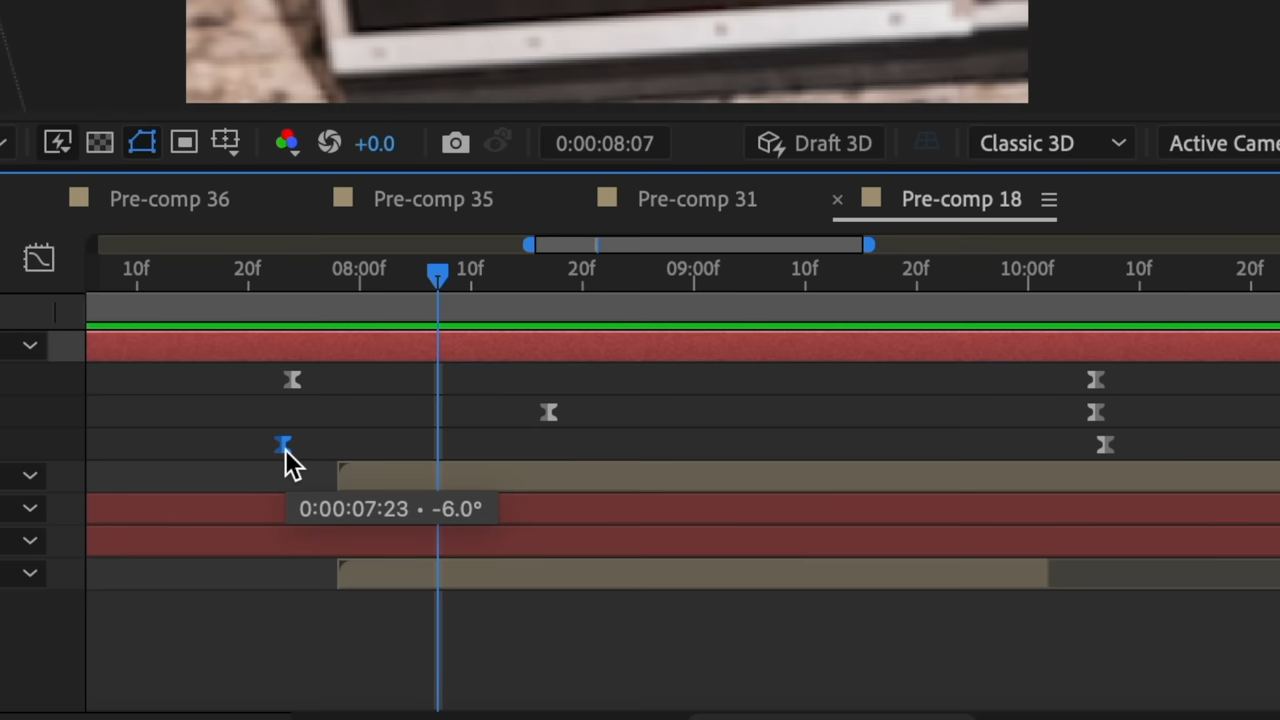 +0.0 0:00:08:07 Draft 3D Classic 3D Active Came
Pre-comp 36 Pre-comp 35 Pre-comp 31 × Pre-comp 18
10f 20f 08:00f 10f 20f 09:00f 10f 20f 10:00f 10f 20f
0:00:07:23 • -6.0°